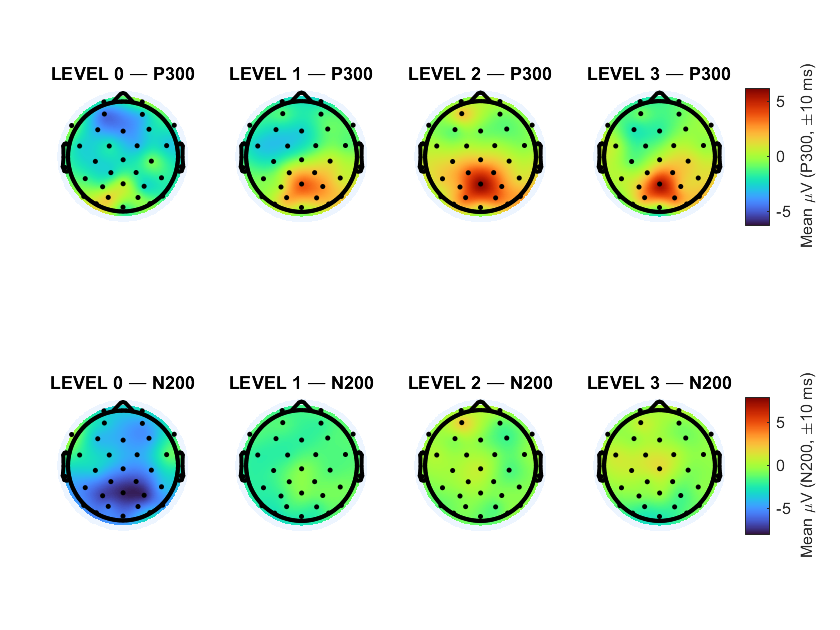 LEVEL 0 — P300
LEVEL 1 — P300
LEVEL 2 — P300
LEVEL 3 — P300
5
0
-5
Mean μV (P300, ±10 ms)
LEVEL 0 — N200
LEVEL 1 — N200
LEVEL 2 — N200
LEVEL 3 — N200
5
0
-5
Mean μV (N200, ±10 ms)